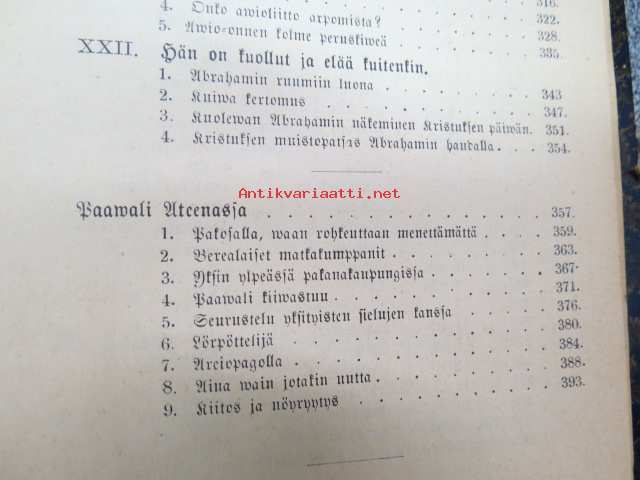 316.
4. Onko awioliitto arpomista? 322.
5. Awio-onnen kolme peruskiweä 328.
335.
XXII. Hän on kuollut ja elää kuitenkin.
1. Abrahamin ruumiin luona 343
2. Kuiwa kertomus 347.
3. Kuolewan Abrahamin näkeminen Kristuksen päiwän. 351.
4. Kristuksen muistopatsas Abrahamin haudalla. 354.
Antikvariaatti.net
Paawali Ateenassa 357.
1. Pakosalla, waan rohkeuttaan menettämättä 359.
2. Berealaiset matkakumppanit 363.
3. Yksin ylpeässä pakanakaupungissa 367.
4. Paawali kiiwastuu 371.
5. Seurustelu yksityisten sielujen kanssa 376.
6. Lörpöttelijä 380.
7. Areiopagolla 384.
8. Aina wain jotakin uutta 388.
9. Kiitos ja nöyryytys 393.
Antikvariaatti.net